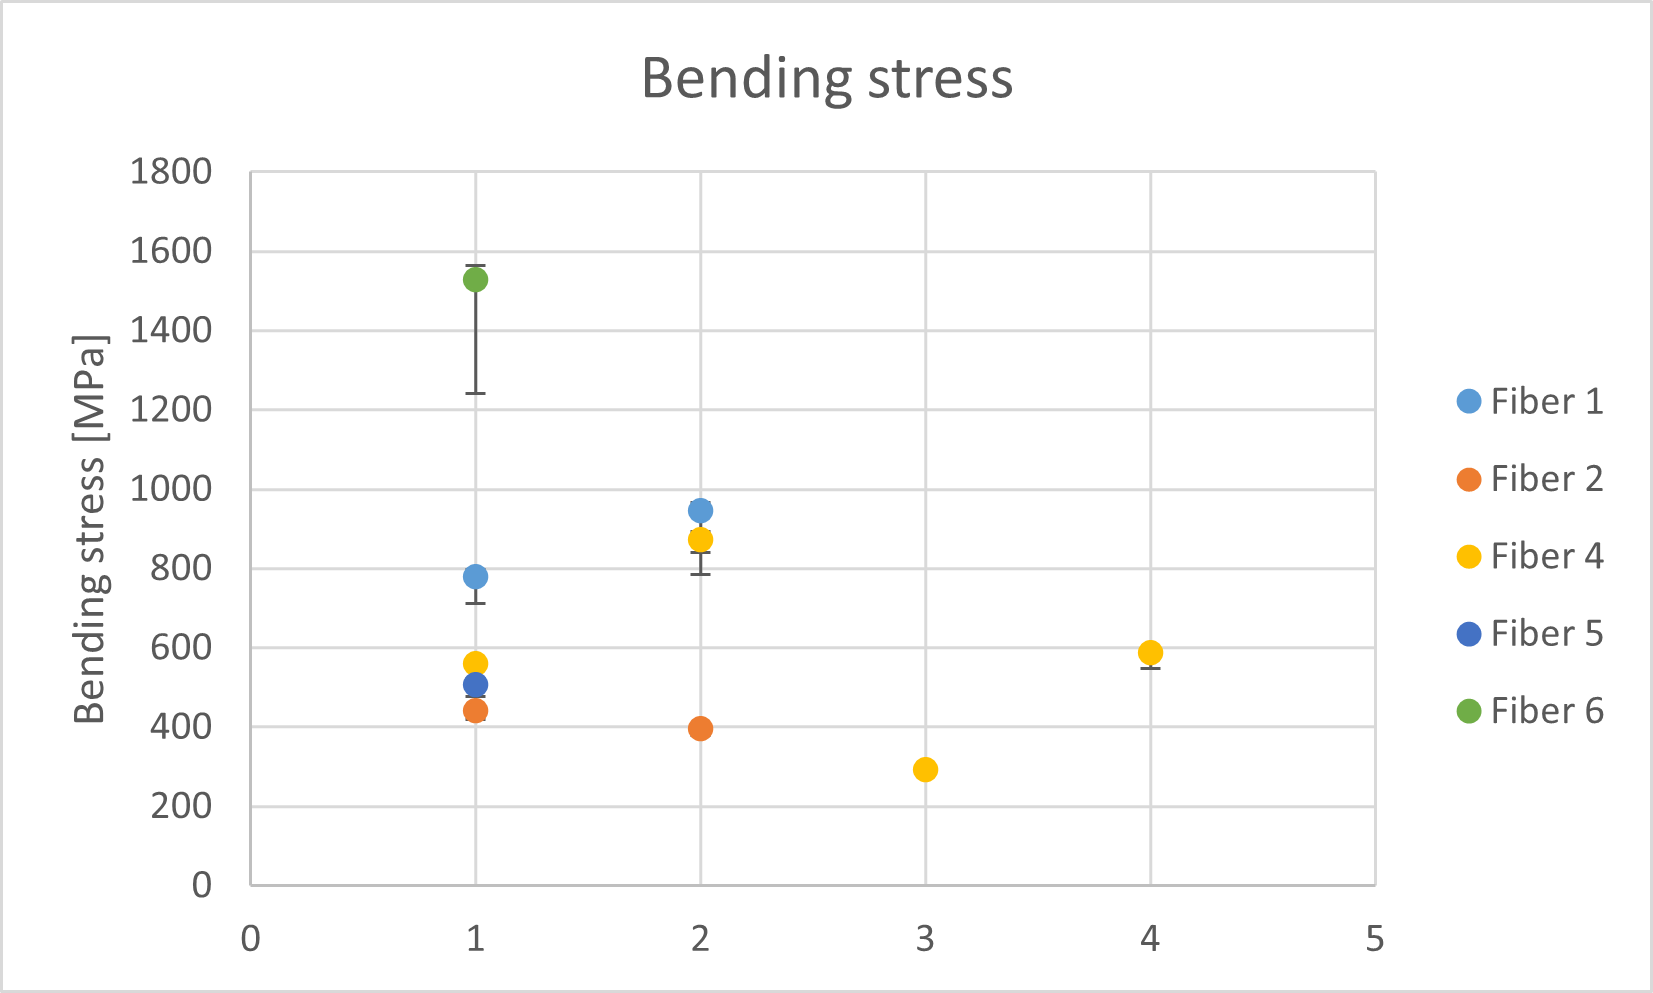 Bending stress
Bending stress [MPa]
1800
1600
1400
1200
1000
800
600
400
200
0
0 1 2 3 4 5
Fiber 1
Fiber 2
Fiber 4
Fiber 5
Fiber 6